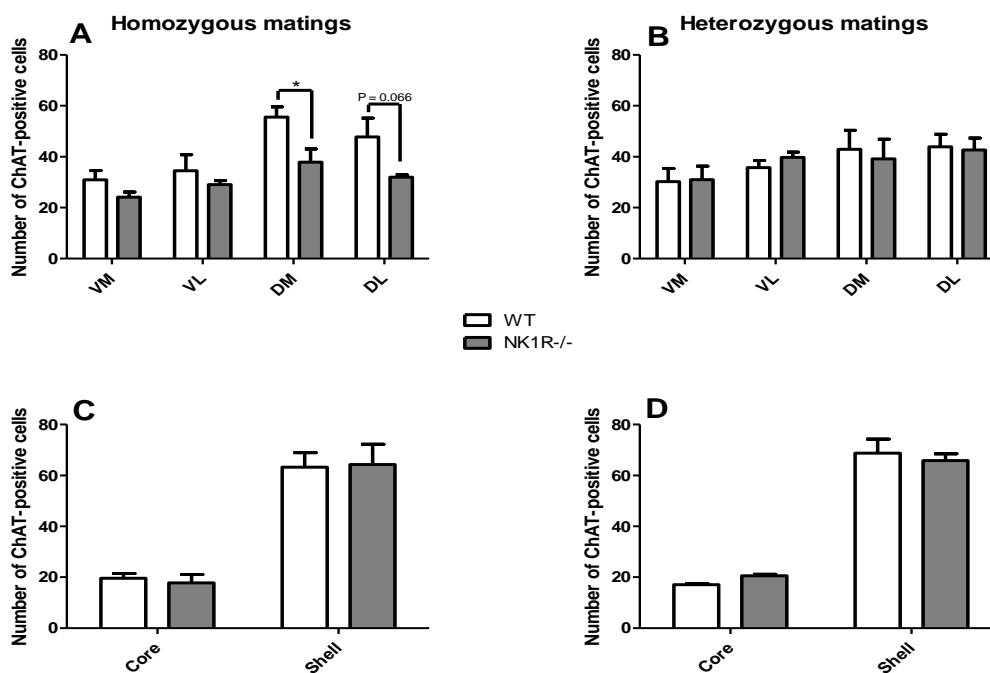 Homozygous matings
Heterozygous matings
A
Number of ChAT-positive cells
80
60
40
20
0
*
P = 0.066
VM
VL
DM
DL
B
Number of ChAT-positive cells
80
60
40
20
0
VM
VL
DM
DL
WT
NK1R-/-
C
Number of ChAT-positive cells
80
60
40
20
0
Core
Shell
D
Number of ChAT-positive cells
80
60
40
20
0
Core
Shell